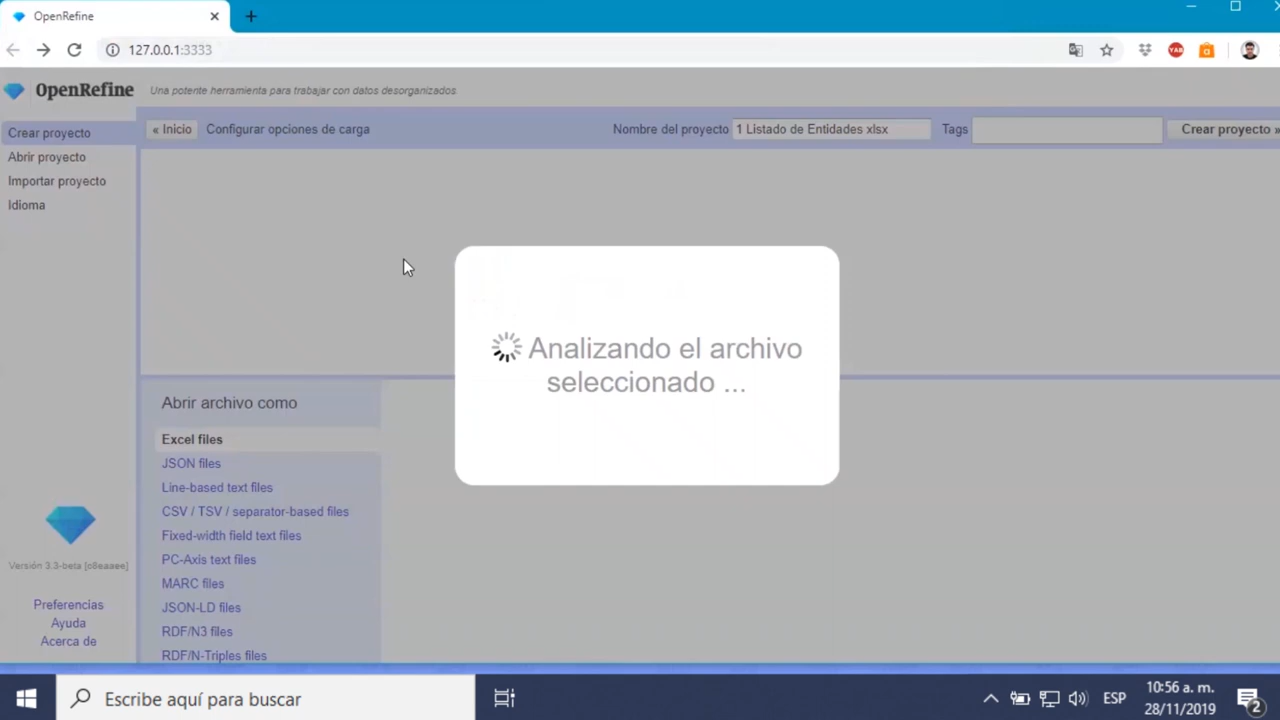 OpenRefine
127.0.0.1:3333
OpenRefine
Una potente herramienta para trabajar con datos desorganizados.
Crear proyecto
Abrir proyecto
Importar proyecto
Idioma
« Inicio
Configurar opciones de carga
Nombre del proyecto
1 Listado de Entidades xlsx
Tags
Crear proyecto »
Analizando el archivo
seleccionado ...
Abrir archivo como
Excel files
JSON files
Line-based text files
CSV / TSV / separator-based files
Fixed-width field text files
PC-Axis text files
MARC files
JSON-LD files
RDF/N3 files
RDF/N-Triples files
Versión 3.3-beta [c8eaaee]
Preferencias
Ayuda
Acerca de
Escribe aquí para buscar
ESP
10:56 a. m.
28/11/2019
2